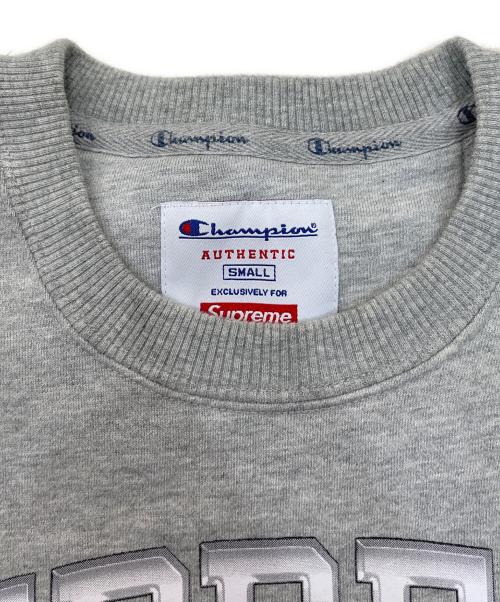 Champion Champion
Champion
AUTHENTIC
SMALL
EXCLUSIVELY FOR
Supreme